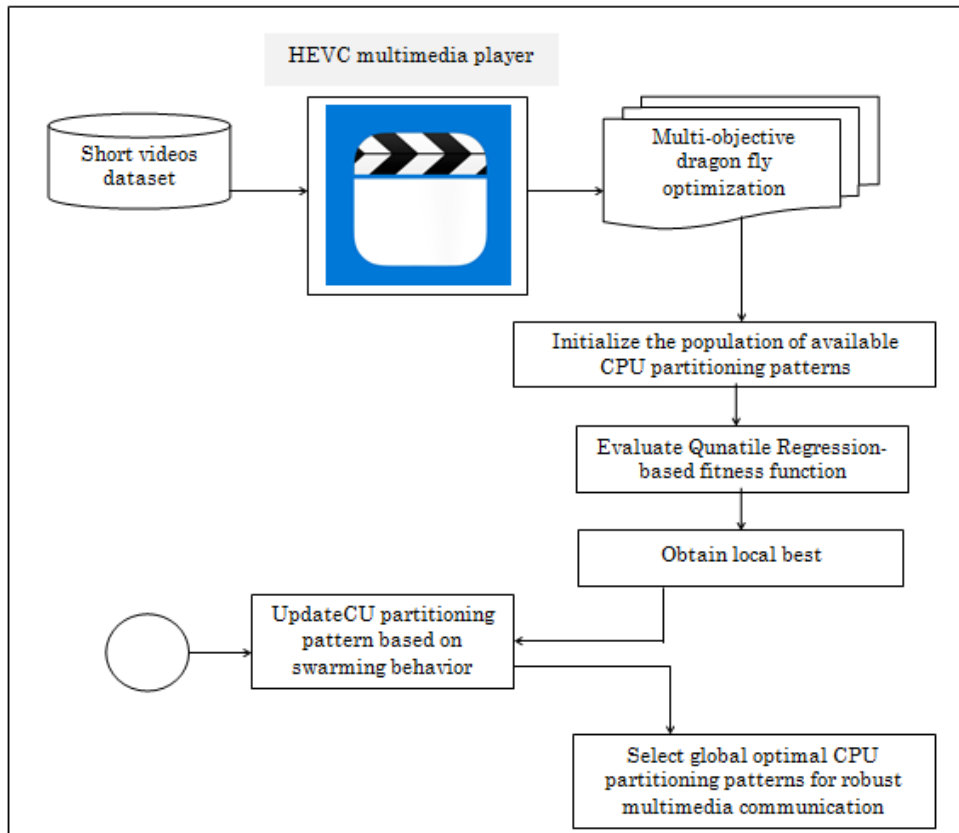 HEVC multimedia player
Short videos
dataset
Multi-objective
dragon fly
optimization
Initialize the population of available
CPU partitioning patterns
Evaluate Qunatile Regression-
based fitness function
Obtain local best
UpdateCU partitioning
pattern based on
swarming behavior
Select global optimal CPU
partitioning patterns for robust
multimedia communication